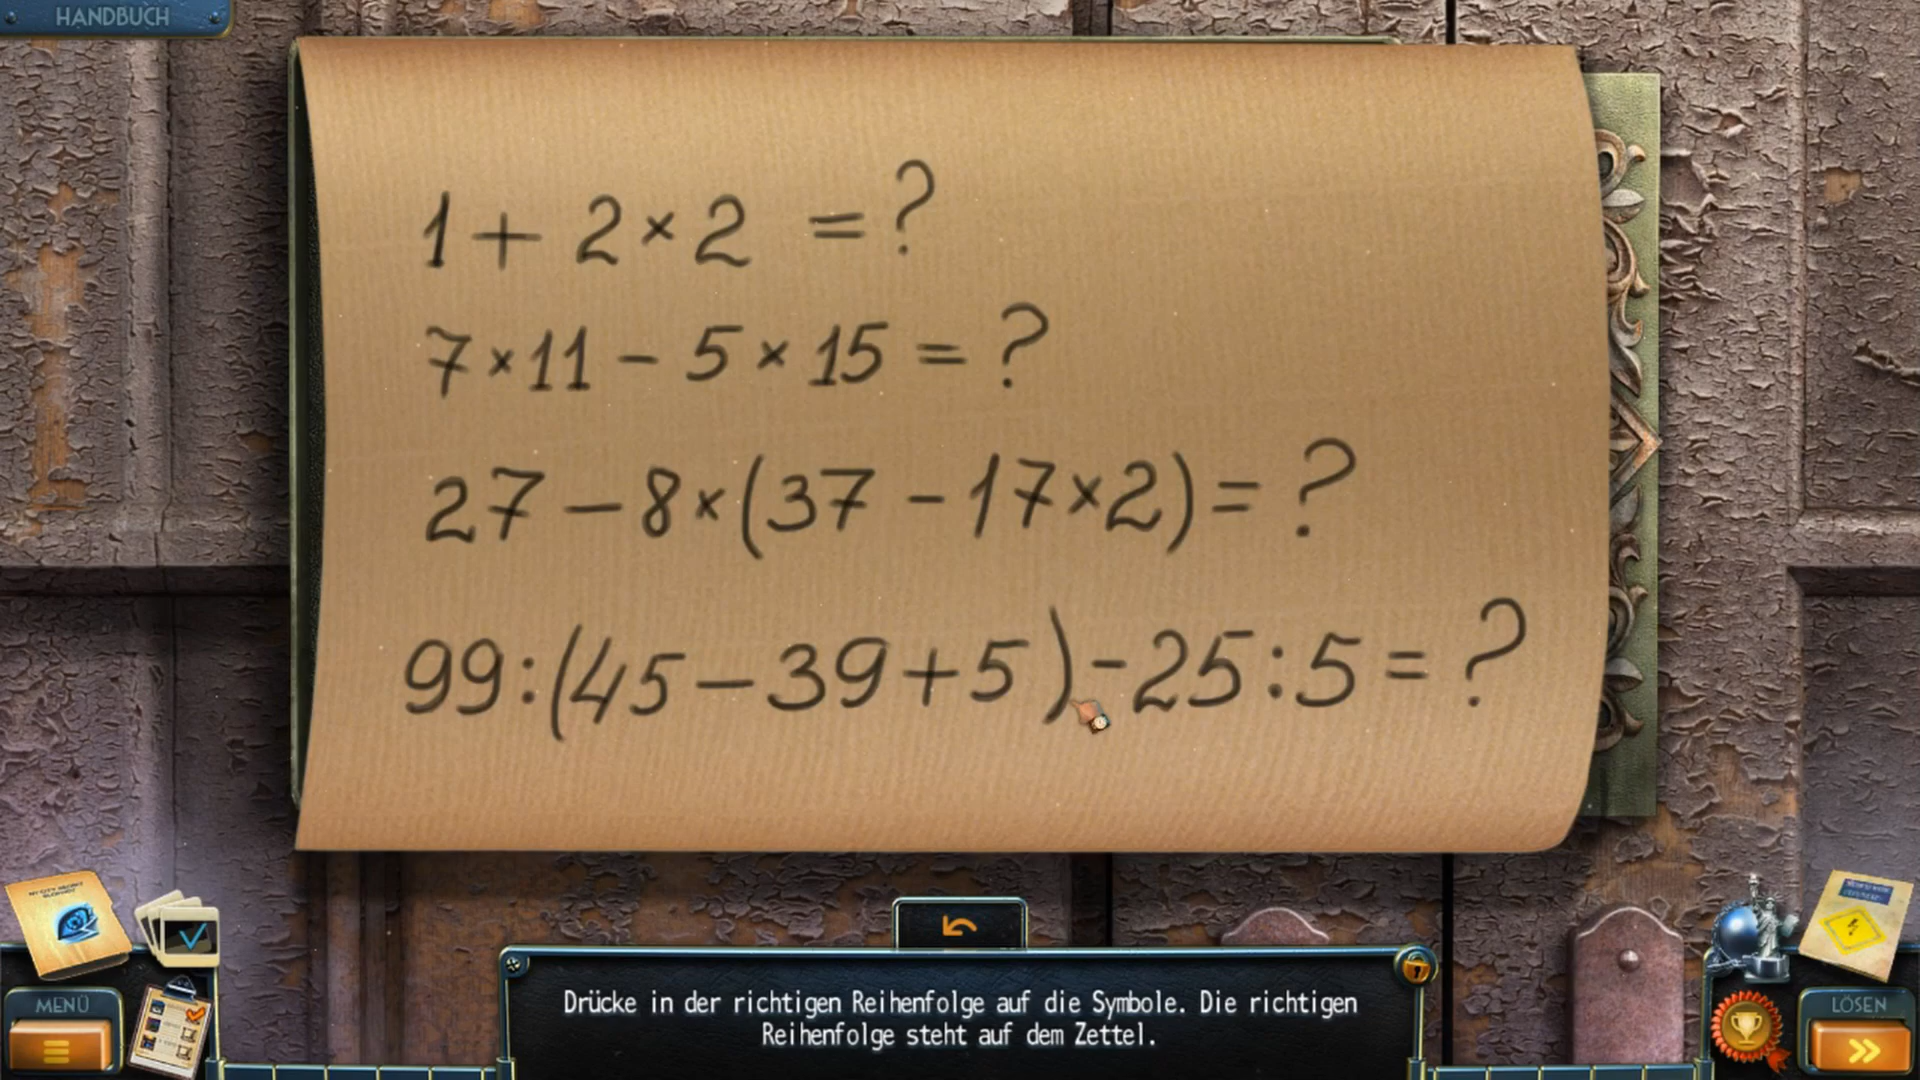 HANDBUCH
1 + 2 × 2 = ?
7 × 11 – 5 × 15 = ?
27 – 8 × (37 – 17 × 2) = ?
99 : (45 – 39 + 5) – 25 : 5 = ?
MENÜ
Drücke in der richtigen Reihenfolge auf die Symbole. Die richtigen
Reihenfolge steht auf dem Zettel.
LÖSEN